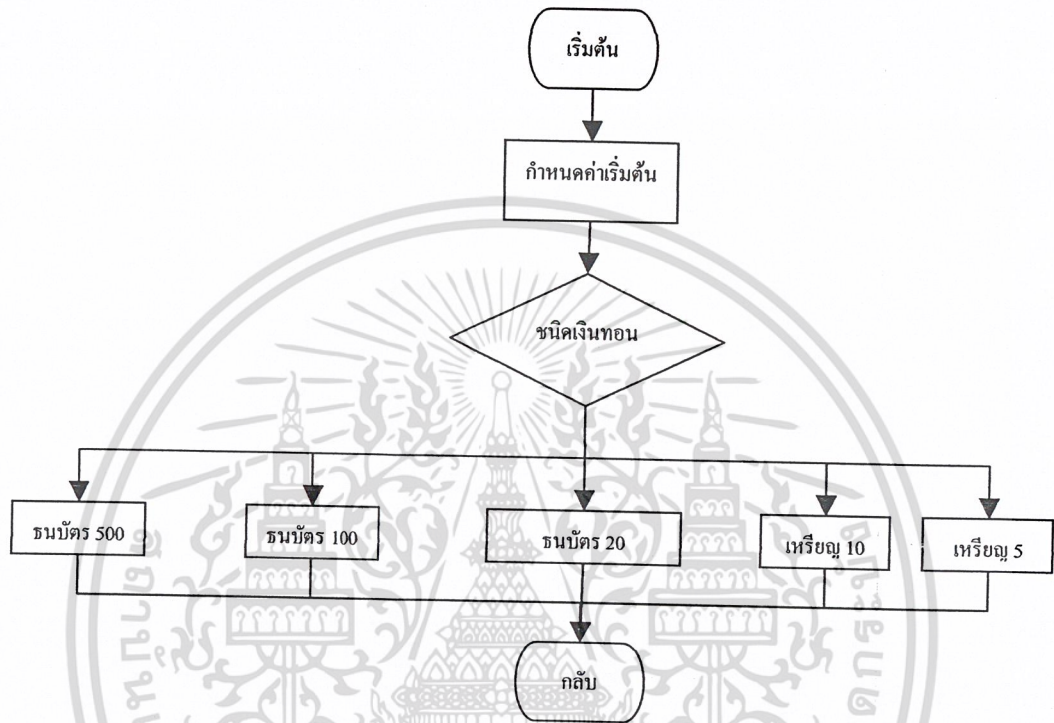 เริ่มต้น
กำหนดค่าเริ่มต้น
ชนิดเงินทอน
ธนบัตร 500
ธนบัตร 100
ธนบัตร 20
เหรียญ 10
เหรียญ 5
กลับ